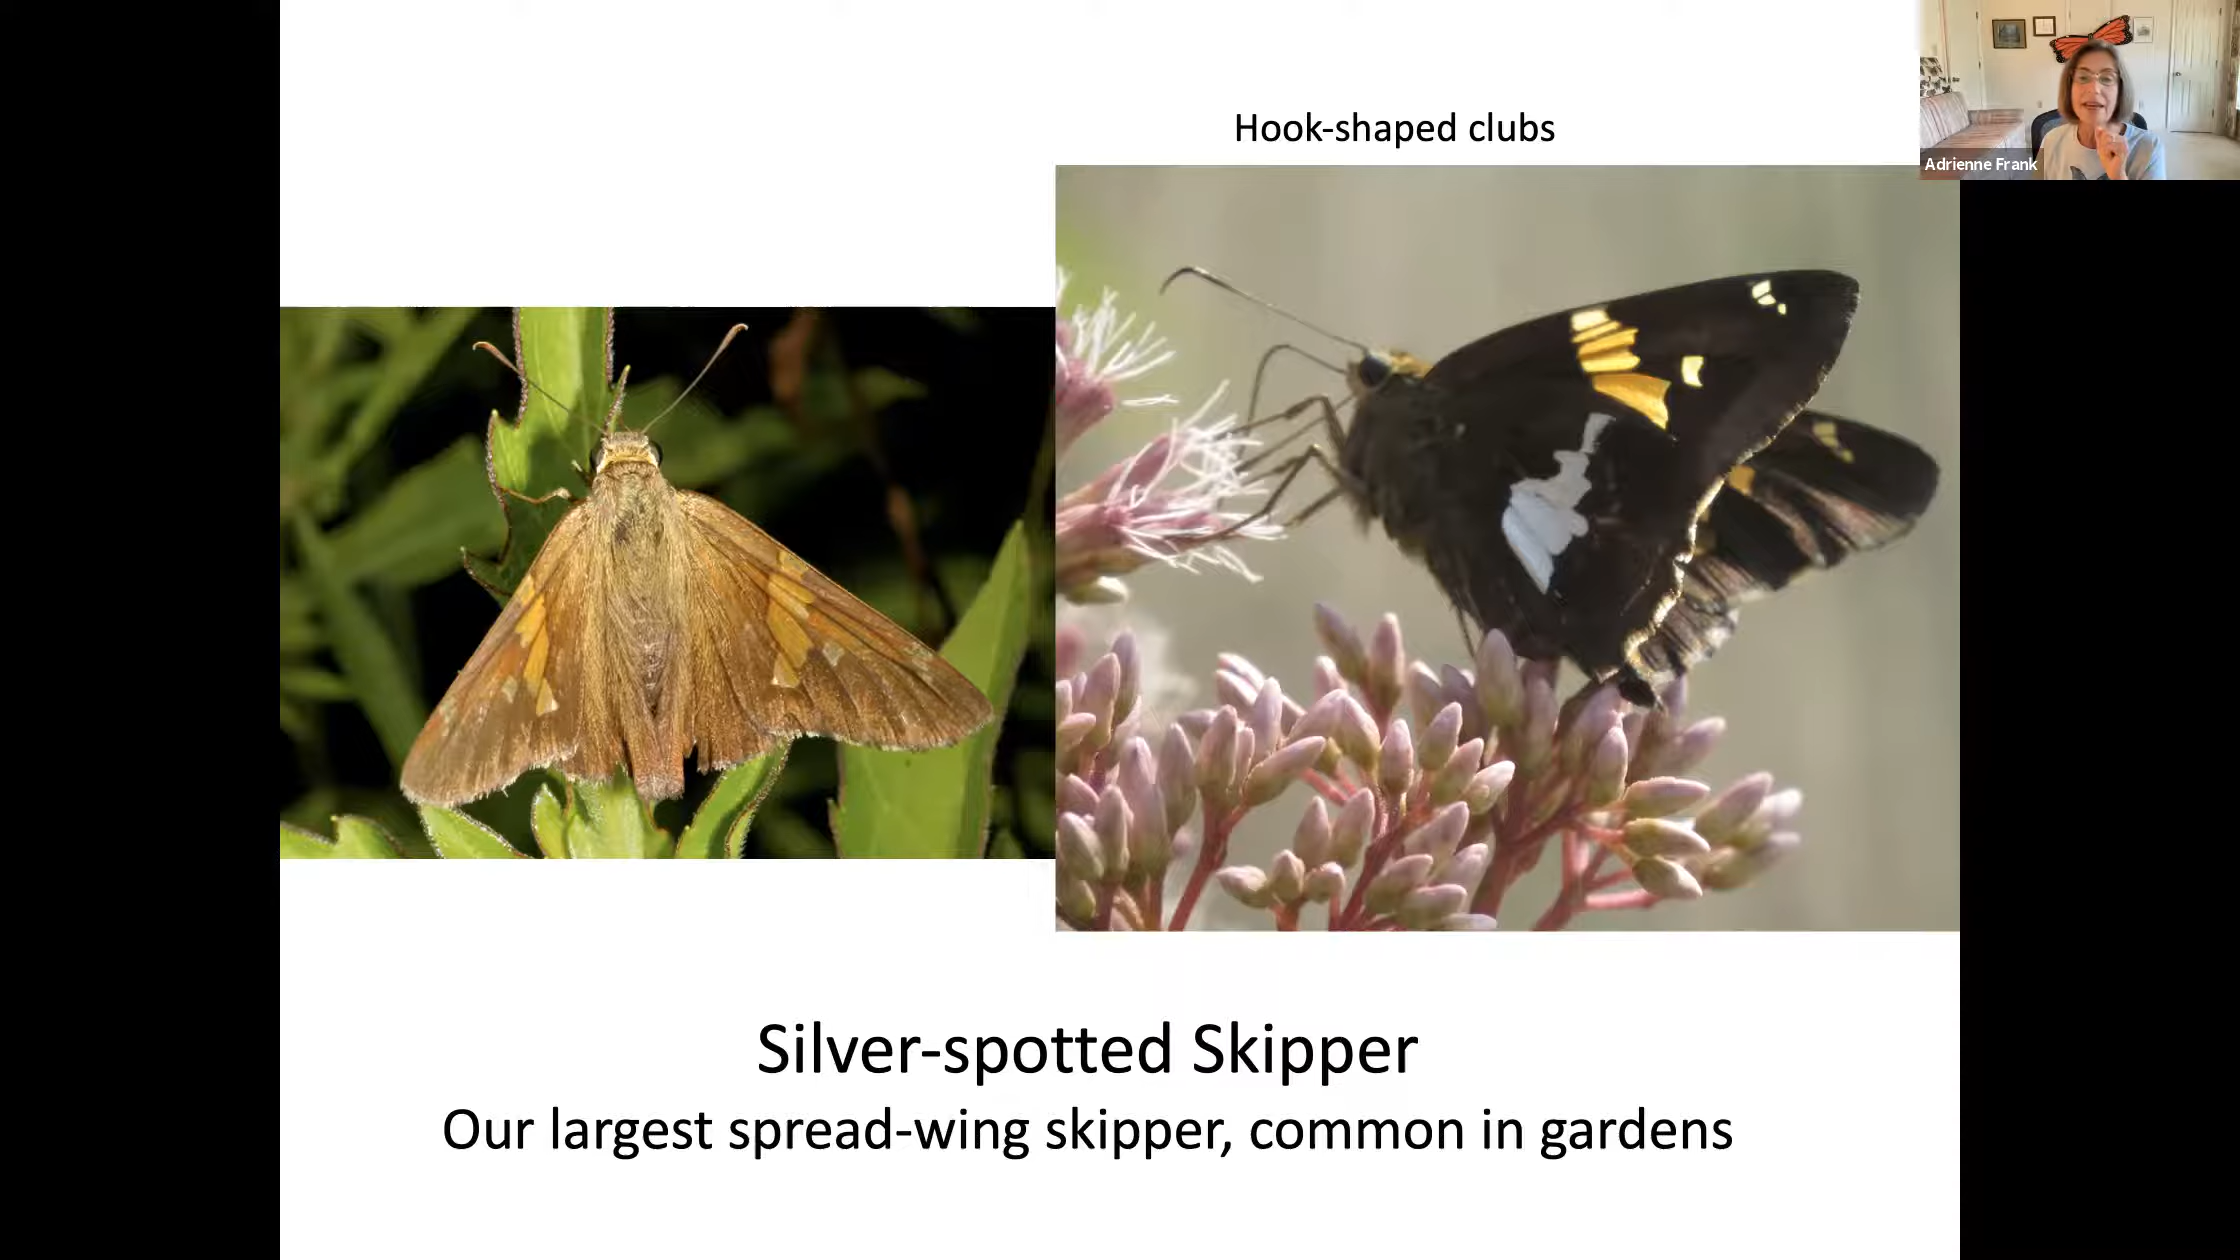 Hook-shaped clubs
Adrienne Frank
Silver-spotted Skipper
Our largest spread-wing skipper, common in gardens